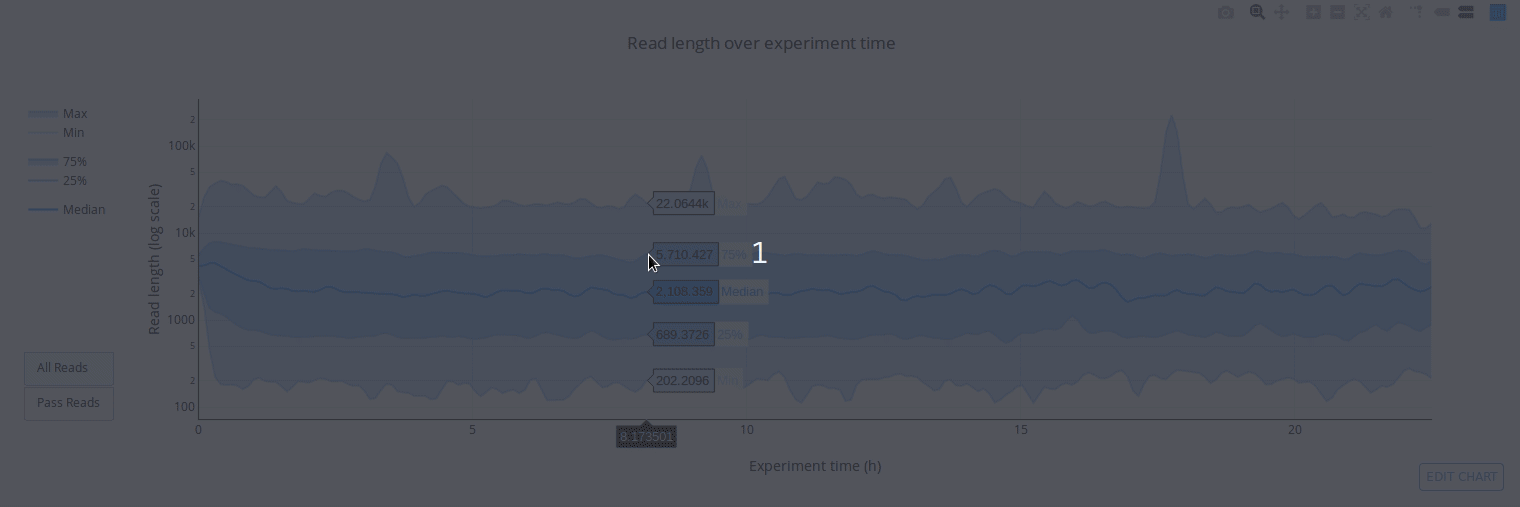 Read length over experiment time
Max
Min
75%
25%
Median
Read length (log scale)
2
100k
5
2
10k
5
2
1000
5
2
100
22.0644k Max
5,710.427 75%
2,108.359 Median
689.3726 25%
202.2096
1
All Reads
Pass Reads
0
5
10
15
20
8.173501
Experiment time (h)
EDIT CHART